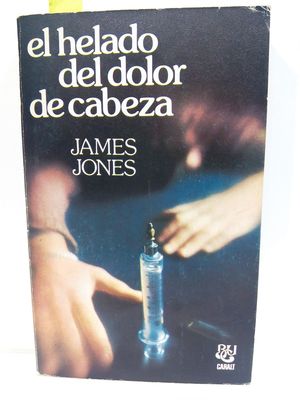 el helado
del dolor
de cabeza
JAMES
JONES
CARALT